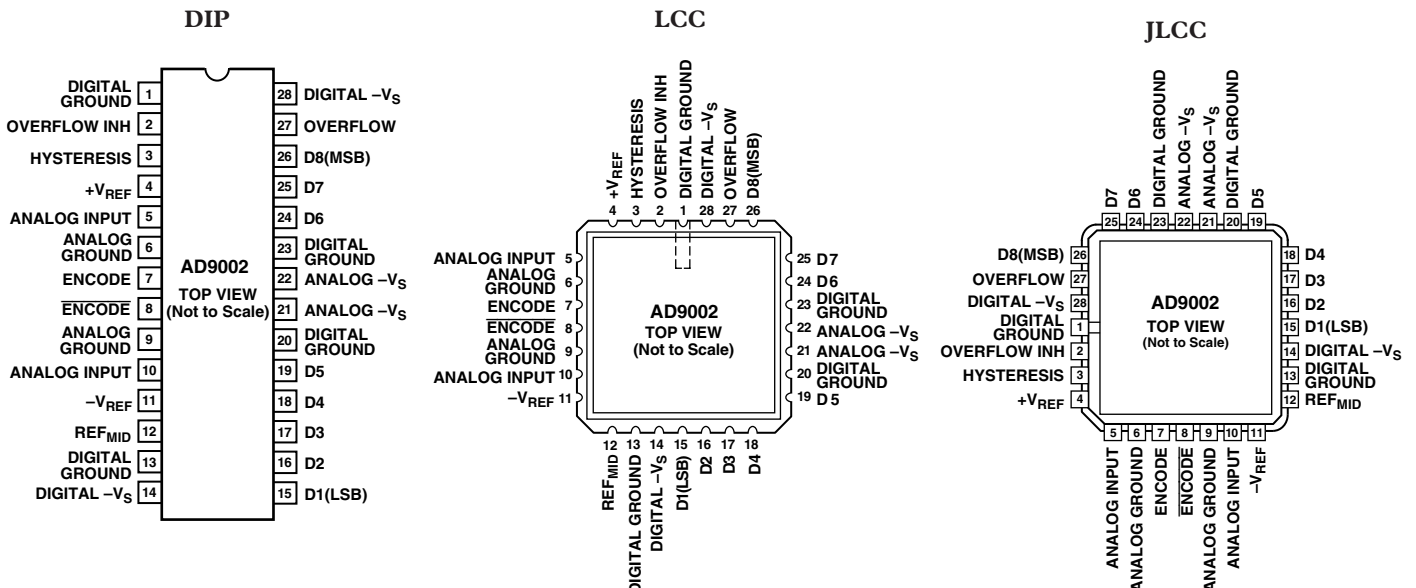 DIP
DIGITAL
GROUND
1
OVERFLOW INH
2
HYSTERESIS
3
+VREF
4
ANALOG INPUT
5
ANALOG
GROUND
6
ENCODE
7
ENCODE
8
ANALOG
GROUND
9
ANALOG INPUT
10
–VREF
11
REFMID
12
DIGITAL
GROUND
13
DIGITAL –VS
14
AD9002
TOP VIEW
(Not to Scale)
28 DIGITAL –VS
27 OVERFLOW
26 D8(MSB)
25 D7
24 D6
23 DIGITAL
GROUND
22 ANALOG –VS
21 ANALOG –VS
20 DIGITAL
GROUND
19 D5
18 D4
17 D3
16 D2
15 D1(LSB)
LCC
+VREF
HYSTERESIS
OVERFLOW INH
DIGITAL GROUND
DIGITAL –VS
OVERFLOW
D8(MSB)
4 3 2 1 28 27 26
ANALOG INPUT 5
ANALOG
GROUND 6
ENCODE 7
ENCODE 8
ANALOG
GROUND 9
ANALOG INPUT 10
–VREF 11
AD9002
TOP VIEW
(Not to Scale)
25 D7
24 D6
23 DIGITAL
GROUND
22 ANALOG –VS
21 ANALOG –VS
20 DIGITAL
GROUND
19 D5
12 13 14 15 16 17 18
REFMID
DIGITAL GROUND
DIGITAL –VS
D1(LSB)
D2
D3
D4
JLCC
D7
D6
DIGITAL GROUND
ANALOG –VS
ANALOG –VS
DIGITAL GROUND
D5
25 24 23 22 21 20 19
D8(MSB) 26
OVERFLOW 27
DIGITAL –VS 28
DIGITAL
GROUND 1
OVERFLOW INH 2
HYSTERESIS 3
+VREF 4
AD9002
TOP VIEW
(Not to Scale)
18 D4
17 D3
16 D2
15 D1(LSB)
14 DIGITAL –VS
13 DIGITAL
GROUND
12 REFMID
5 6 7 8 9 10 11
ANALOG INPUT
ANALOG GROUND
ENCODE
ENCODE
ANALOG GROUND
ANALOG INPUT
–VREF